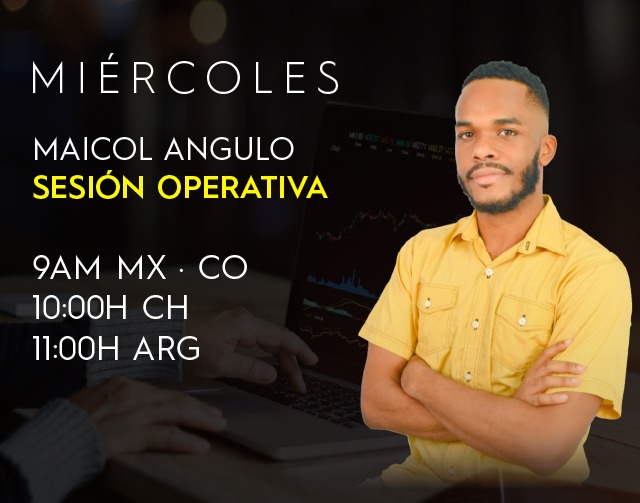 MIÉRCOLES
MAICOL ANGULO
SESIÓN OPERATIVA
9AM MX · CO
10:00H CH
11:00H ARG